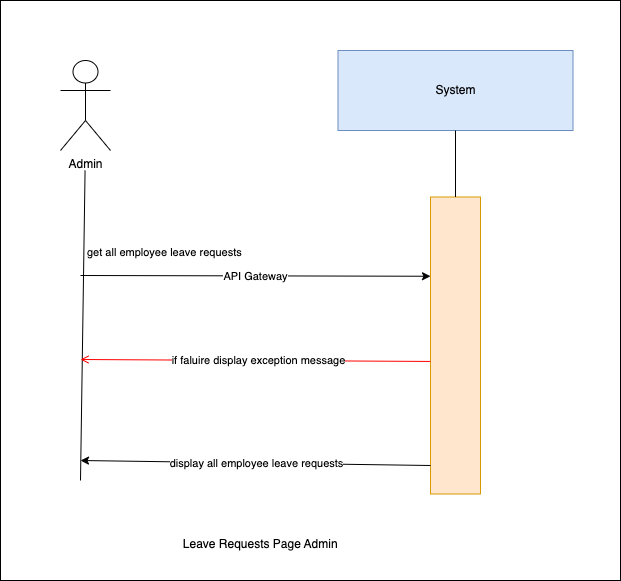 System
Admin
get all employee leave requests
API Gateway
if faluire display exception message
display all employee leave requests
Leave Requests Page Admin